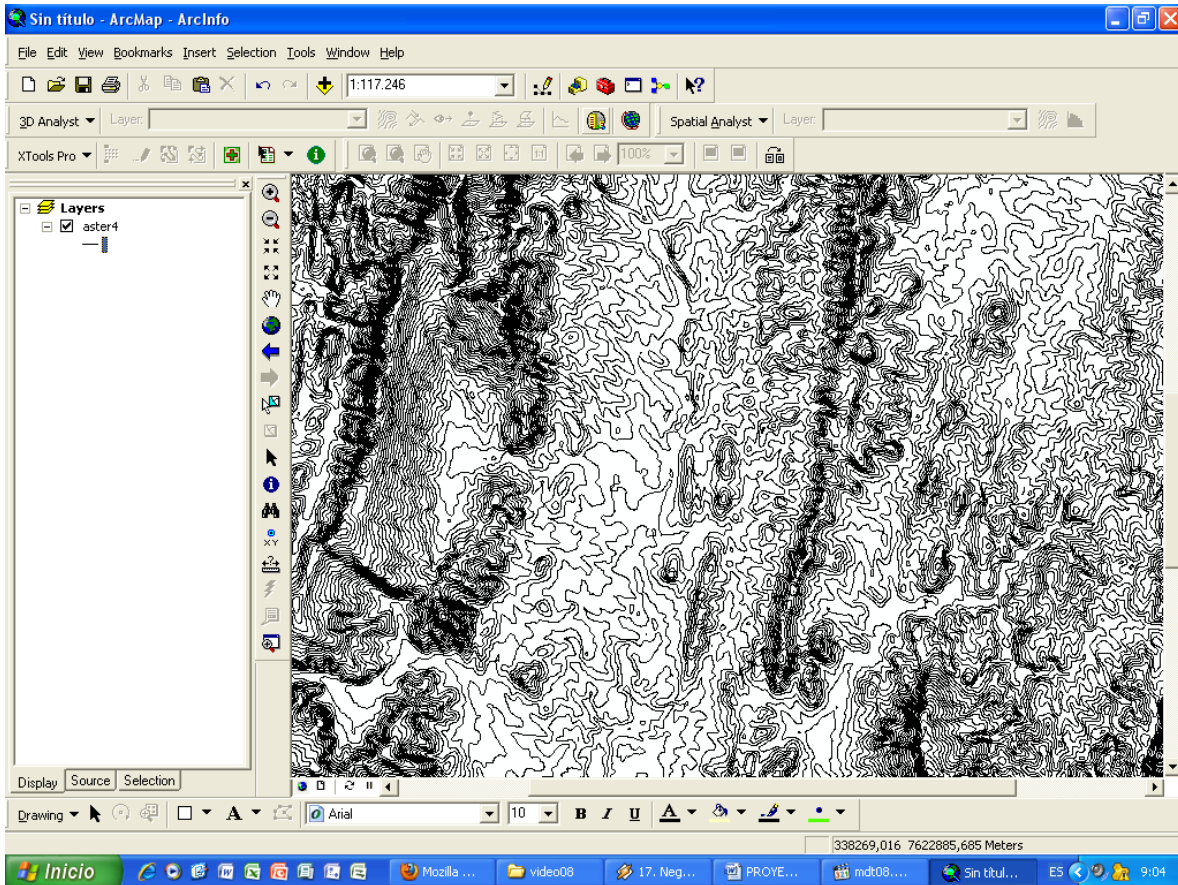 Sin título - ArcMap - ArcInfo
File Edit View Bookmarks Insert Selection Tools Window Help
1:117.246
3D Analyst Layer: Spatial Analyst Layer:
XTools Pro 100%
Layers
aster4
Display Source Selection
Drawing A Arial 10 B I U A
338269,016 7622885,685 Meters
Inicio Mozilla ... video08 17. Neg... PROYE... mdt08.... Sin títul... ES 9:04